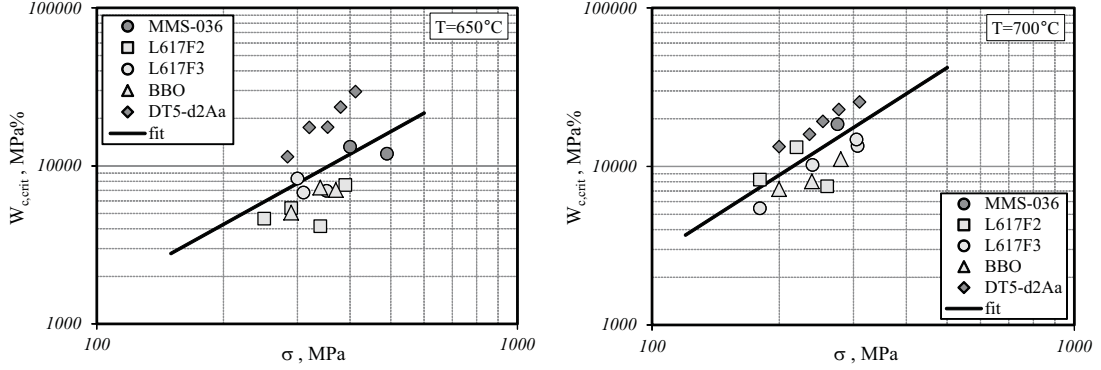 100000
10000
1000
W_c,crit , MPa%
T=650°C
MMS-036
L617F2
L617F3
BBO
DT5-d2Aa
fit
100
1000
σ , MPa
100000
10000
1000
W_c,crit , MPa%
T=700°C
MMS-036
L617F2
L617F3
BBO
DT5-d2Aa
fit
100
1000
σ , MPa